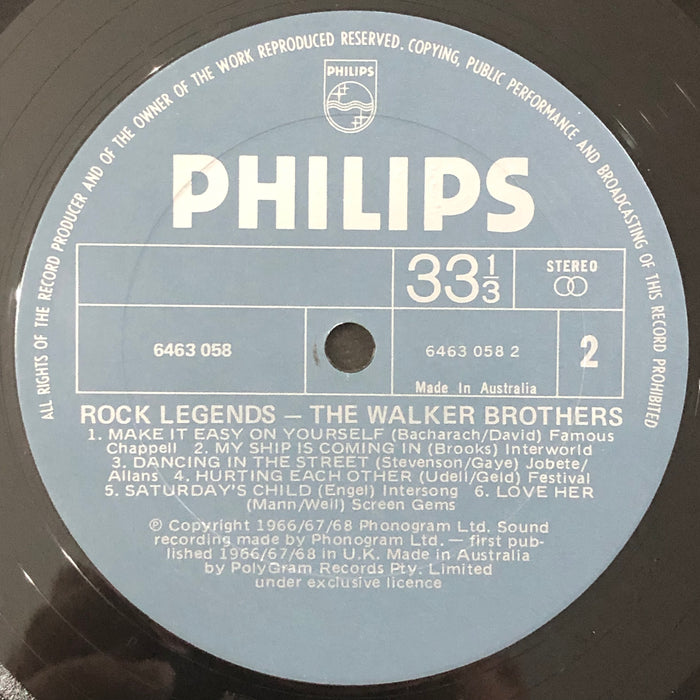 ALL RIGHTS OF THE RECORD PRODUCER AND OF THE OWNER OF THE WORK REPRODUCED RESERVED. COPYING, PUBLIC PERFORMANCE AND BROADCASTING OF THIS RECORD PROHIBITED
PHILIPS
PHILIPS
33 1/3
STEREO
6463 058
6463 058 2
2
Made In Australia
ROCK LEGENDS – THE WALKER BROTHERS
1. MAKE IT EASY ON YOURSELF (Bacharach/David) Famous
Chappell 2. MY SHIP IS COMING IN (Brooks) Interworld
3. DANCING IN THE STREET (Stevenson/Gaye) Jobete/
Allans 4. HURTING EACH OTHER (Udell/Geld) Festival
5. SATURDAY'S CHILD (Engel) Intersong 6. LOVE HER
(Mann/Weil) Screen Gems
℗ Copyright 1966/67/68 Phonogram Ltd. Sound
recording made by Phonogram Ltd. – first pub-
lished 1966/67/68 in U.K. Made in Australia
by PolyGram Records Pty. Limited
under exclusive licence